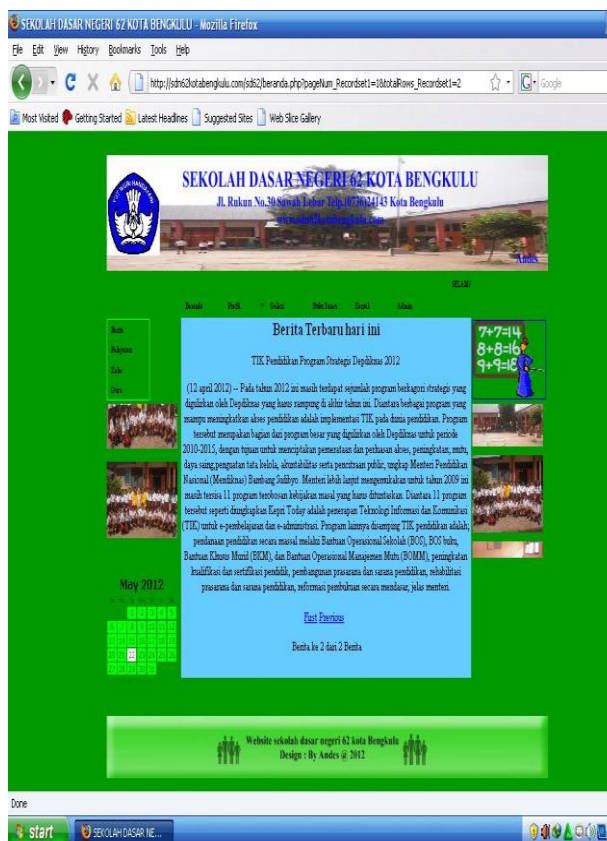 SEKOLAH DASAR NEGERI 62 KOTA BENGKULU - Mozilla Firefox
File Edit View History Bookmarks Tools Help
http://sdn62kotabengkulu.com/sd62/beranda.php?pageNum_Recordset1=1&totalRows_Recordset1=2
Google
Most Visited Getting Started Latest Headlines Suggested Sites Web Slice Gallery
SEKOLAH DASAR NEGERI 62 KOTA BENGKULU
Jl. Rukun No.30 Sawah Lebar Telp.(0736)24143 Kota Bengkulu
www.sdn62kotabengkulu.com
Andes
Beranda Profil Galeri Buku Tamu Admin
Berita
Guru
Berita Terbaru hari ini
TIK Pendidikan Program Strategis Depdiknas 2012
(12 april 2012) -- Pada tahun 2012 ini masih terdapat sejumlah program berkagori strategis yang
digulirkan oleh Depdiknas yang harus rampung di akhir tahun ini. Diantara berbagai program yang
mampu meningkatkan akses pendidikan adalah implementasi TIK pada dunia pendidikan. Program
tersebut merupakan bagian dari program besar yang digulirkan oleh Depdiknas untuk periode
2010-2015, dengan tujuan untuk menciptakan pemerataan dan perluasan akses, peningkatan, mutu,
daya saing,penguatan tata kelola, akuntabilitas serta pencitraan public, ungkap Menteri Pendidikan
Nasional (Mendiknas) Bambang Sudibyo. Menteri lebih lanjut mengemukakan untuk tahun 2009 ini
masih tersisa 11 program terobosan kebijakan masal yang harus dituntaskan. Diantara 11 program
tersebut seperti diungkapkan Kepri Today adalah penerapan Teknologi Informasi dan Komunikasi
(TIK) untuk e-pembelajaran dan e-administrasi. Program lainnya disamping TIK pendidikan adalah;
pendanaan pendidikan secara massal melalui Bantuan Operasional Sekolah (BOS), BOS buku,
Bantuan Khusus Murid (BKM), dan Bantuan Operasional Manajemen Mutu (BOMM), peningkatan
kualifikasi dan sertifikasi pendidik, pembangunan prasarana dan sarana pendidikan, rehabilitasi
prasarana dan sarana pendidikan, reformasi pembukuan secara mendasar, jelas menteri.
First Previous
Berita ke 2 dari 2 Berita
7+7=14
8+8=16
9+9=18
May 2012
Website sekolah dasar negeri 62 kota Bengkulu
Design : By Andes @ 2012
Done
start
SEKOLAH DASAR NE...